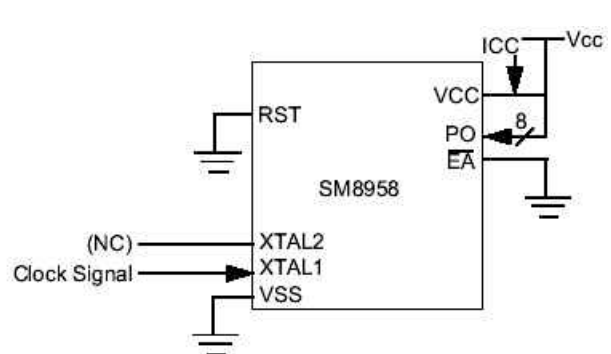 ICC
Vcc
VCC
RST
8
PO
EA
SM8958
(NC)
XTAL2
Clock Signal
XTAL1
VSS